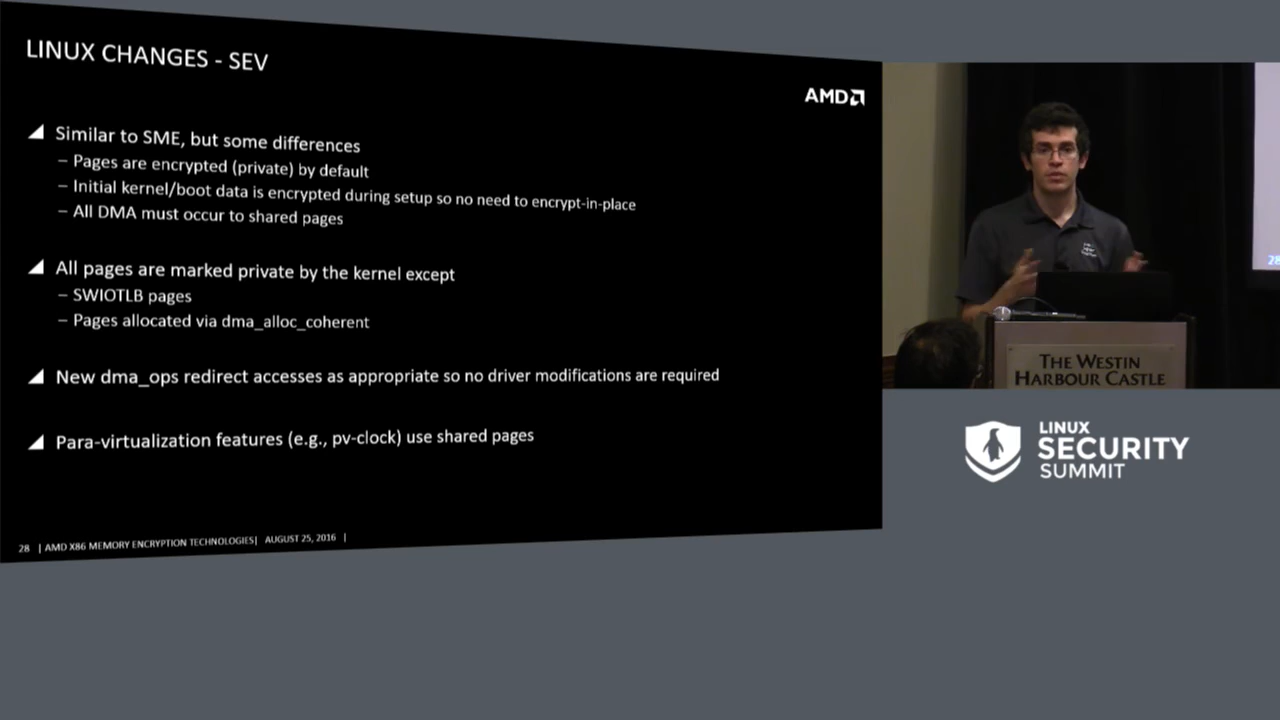 LINUX CHANGES - SEV
AMD
Similar to SME, but some differences
– Pages are encrypted (private) by default
– Initial kernel/boot data is encrypted during setup so no need to encrypt-in-place
– All DMA must occur to shared pages
All pages are marked private by the kernel except
– SWIOTLB pages
– Pages allocated via dma_alloc_coherent
New dma_ops redirect accesses as appropriate so no driver modifications are required
Para-virtualization features (e.g., pv-clock) use shared pages
28 | AMD X86 MEMORY ENCRYPTION TECHNOLOGIES| AUGUST 25, 2016 |
28
THE WESTIN
HARBOUR CASTLE
LINUX
SECURITY
SUMMIT